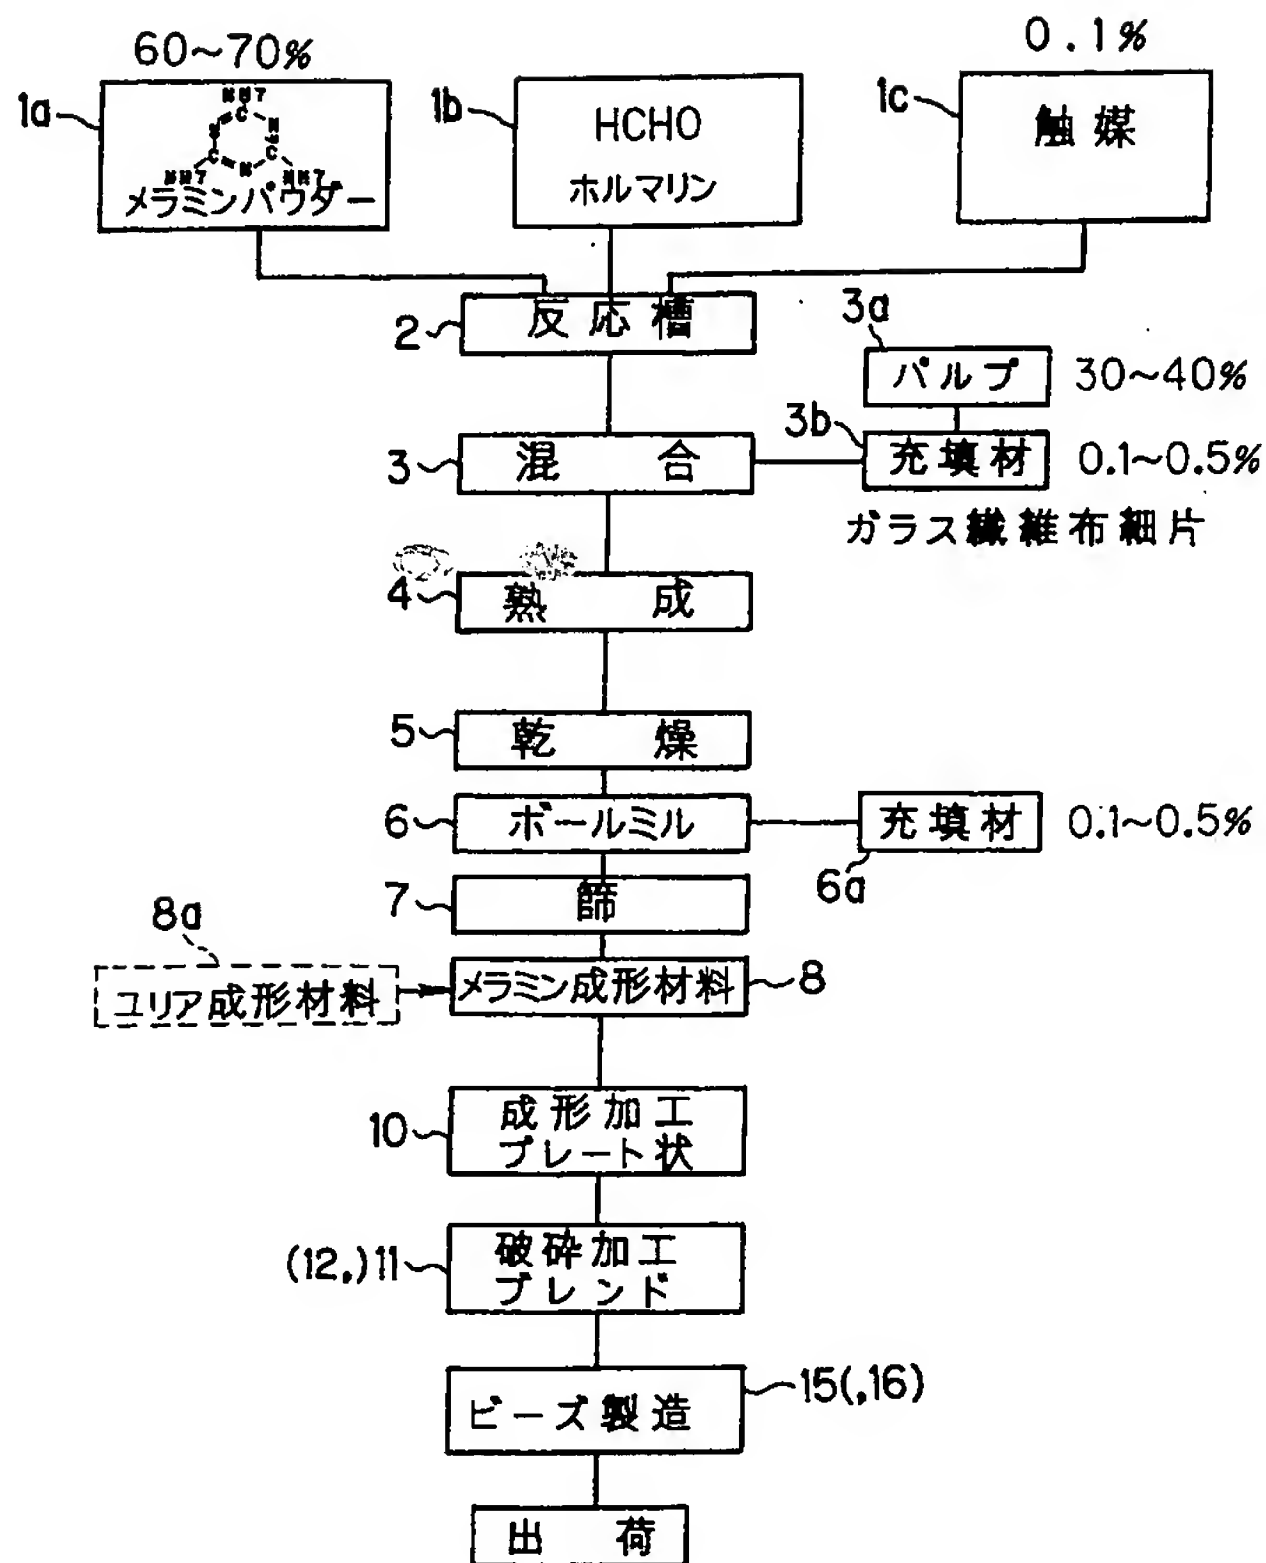 60~70%
0.1%
1a
1b
1c
メラミンパウダー
HCHO
ホルマリン
触媒
2
反応槽
3a
パルプ
30~40%
3
混合
3b
充填材
0.1~0.5%
ガラス繊維布細片
4
熟成
5
乾燥
6
ボールミル
充填材
0.1~0.5%
6a
7
篩
8a
ユリア成形材料
メラミン成形材料
8
10
成形加工
プレート状
(12,)11
破砕加工
ブレンド
ビーズ製造
15(,16)
出荷